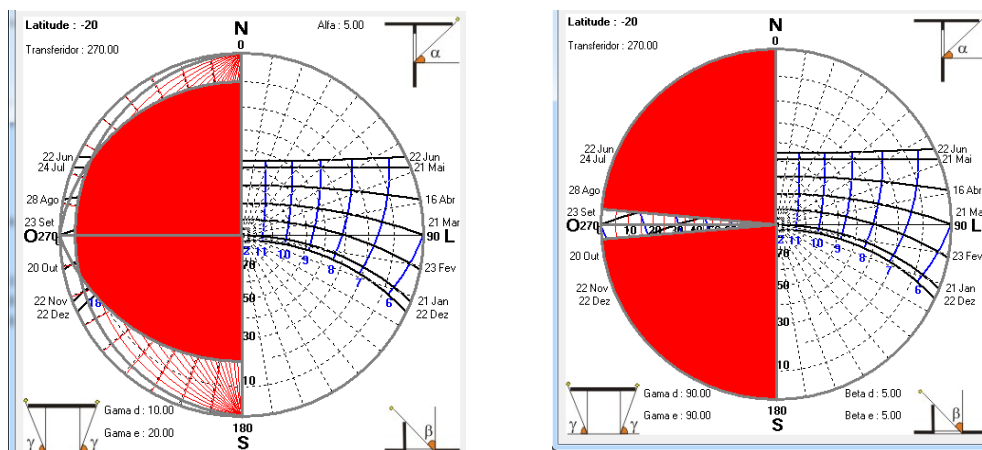 Latitude : -20
N
Alfa : 5.00
Transferidor : 270.00
0
α
22 Jun
24 Jul
28 Ago
23 Set
O 270
20 Out
22 Nov
22 Dez
22 Jun
21 Mai
16 Abr
21 Mar
90 L
23 Fev
21 Jan
22 Dez
11
10
9
8
7
6
70
50
30
10
180
S
Gama d : 10.00
Gama e : 20.00
γ
γ
β
Latitude : -20
N
Transferidor : 270.00
0
α
22 Jun
24 Jul
28 Ago
23 Set
O 270
20 Out
22 Nov
22 Dez
22 Jun
21 Mai
16 Abr
21 Mar
90 L
23 Fev
21 Jan
22 Dez
10
11
10
9
8
7
6
70
50
30
10
180
S
Gama d : 90.00
Gama e : 90.00
Beta d : 5.00
Beta e : 5.00
γ
γ
β